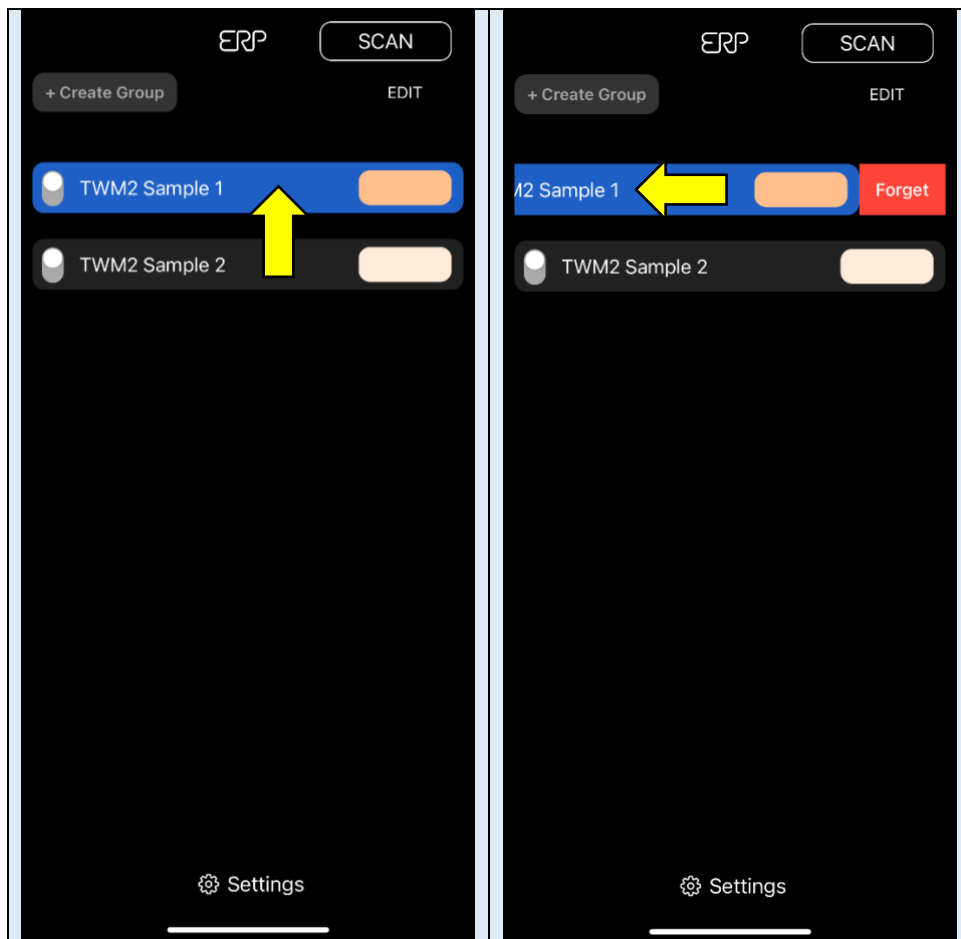 ERP SCAN
+ Create Group EDIT
TWM2 Sample 1
TWM2 Sample 2
Settings
ERP SCAN
+ Create Group EDIT
M2 Sample 1 Forget
TWM2 Sample 2
Settings